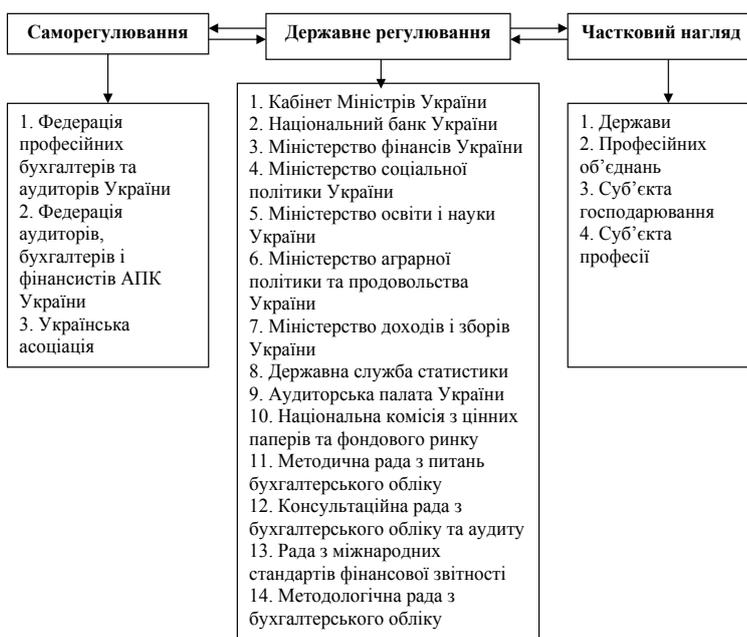 Саморегулювання
Державне регулювання
Частковий нагляд
1. Федерація
професійних
бухгалтерів та
аудиторів України
2. Федерація
аудиторів,
бухгалтерів і
фінансистів АПК
України
3. Українська
асоціація
1. Кабінет Міністрів України
2. Національний банк України
3. Міністерство фінансів України
4. Міністерство соціальної
політики України
5. Міністерство освіти і науки
України
6. Міністерство аграрної
політики та продовольства
України
7. Міністерство доходів і зборів
України
8. Державна служба статистики
9. Аудиторська палата України
10. Національна комісія з цінних
паперів та фондового ринку
11. Методична рада з питань
бухгалтерського обліку
12. Консультаційна рада з
бухгалтерського обліку та аудиту
13. Рада з міжнародних
стандартів фінансової звітності
14. Методологічна рада з
бухгалтерського обліку
1. Держави
2. Професійних
об’єднань
3. Суб’єкта
господарювання
4. Суб’єкта
професії